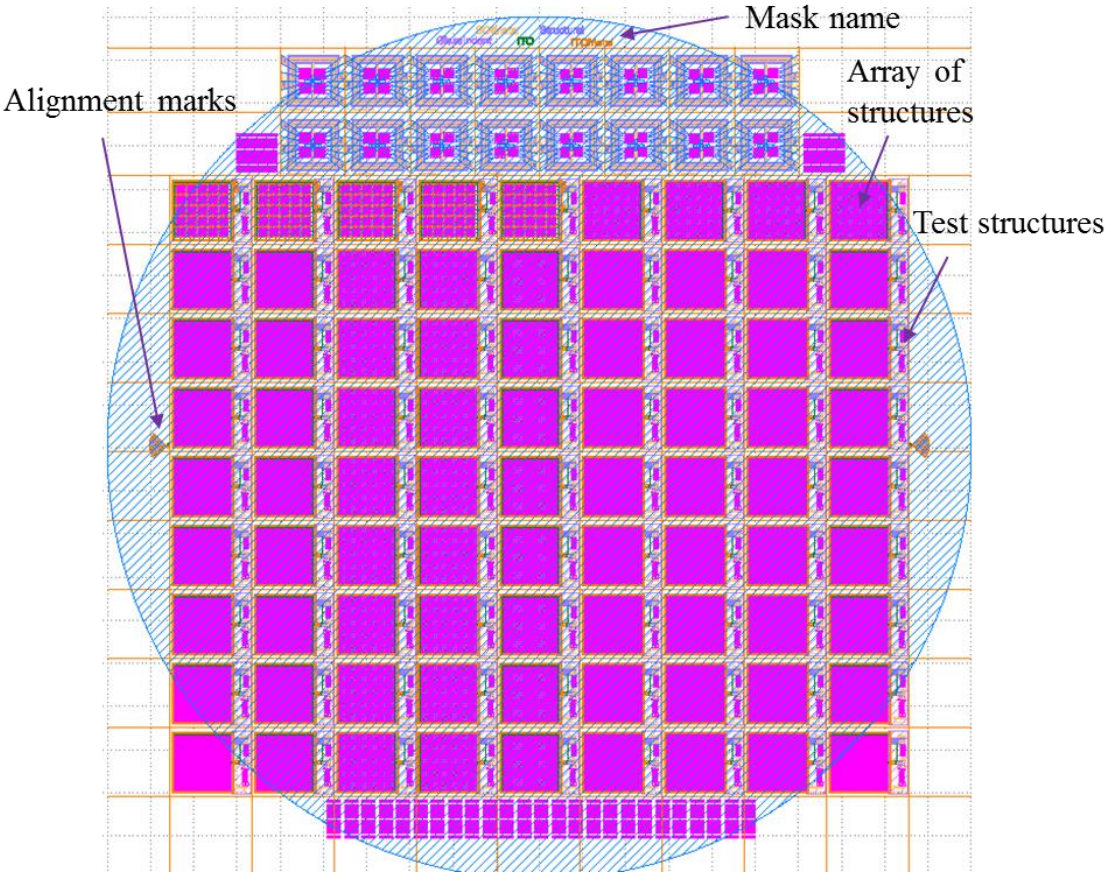 Mask name
Array of
structures
Alignment marks
Test structures
ITO